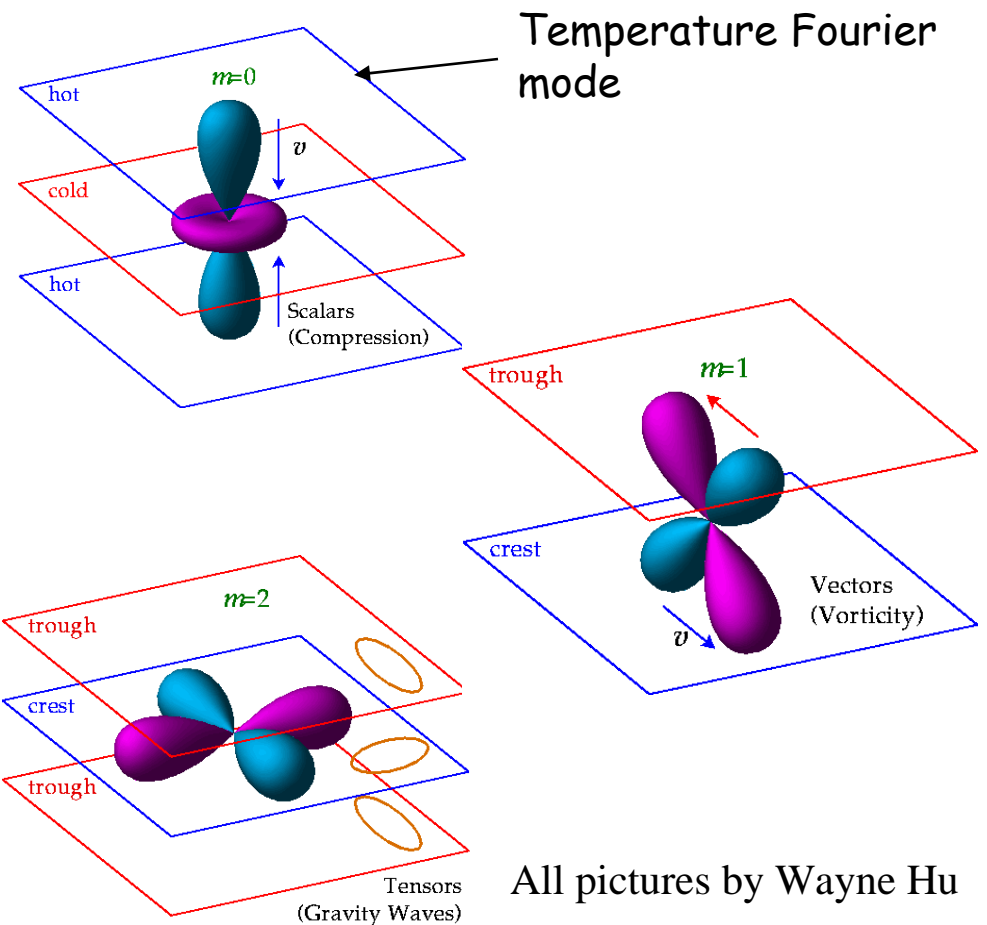 Temperature Fourier
mode
m=0
hot
v
cold
hot
Scalars
(Compression)
trough
m=1
crest
Vectors
(Vorticity)
v
m=2
trough
crest
trough
Tensors
(Gravity Waves)
All pictures by Wayne Hu